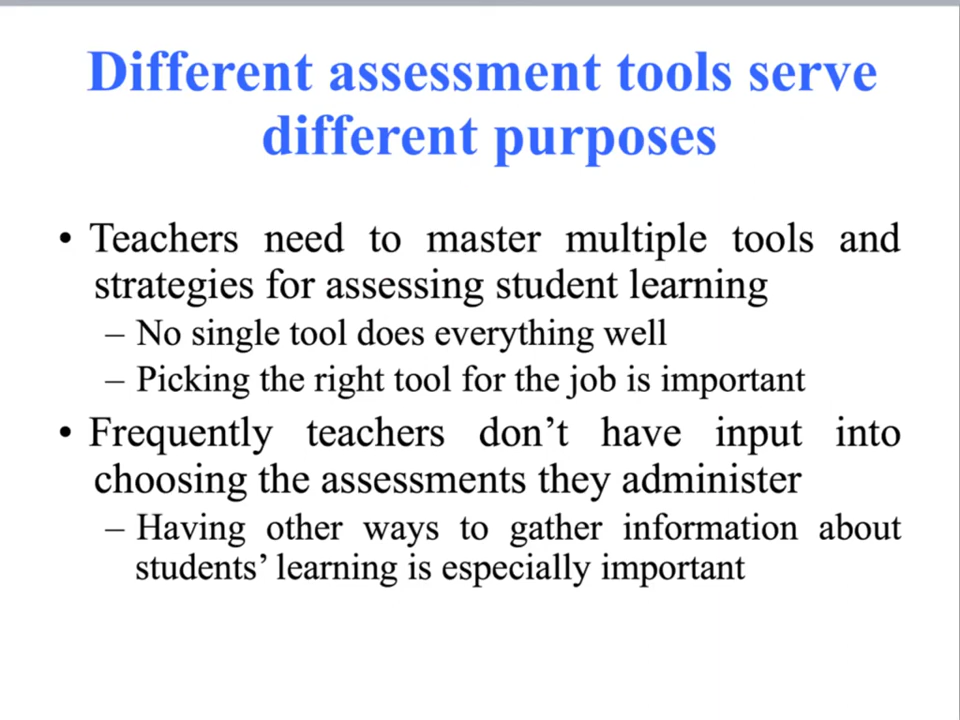 Different assessment tools serve
different purposes
• Teachers need to master multiple tools and
strategies for assessing student learning
– No single tool does everything well
– Picking the right tool for the job is important
• Frequently teachers don’t have input into
choosing the assessments they administer
– Having other ways to gather information about
students’ learning is especially important